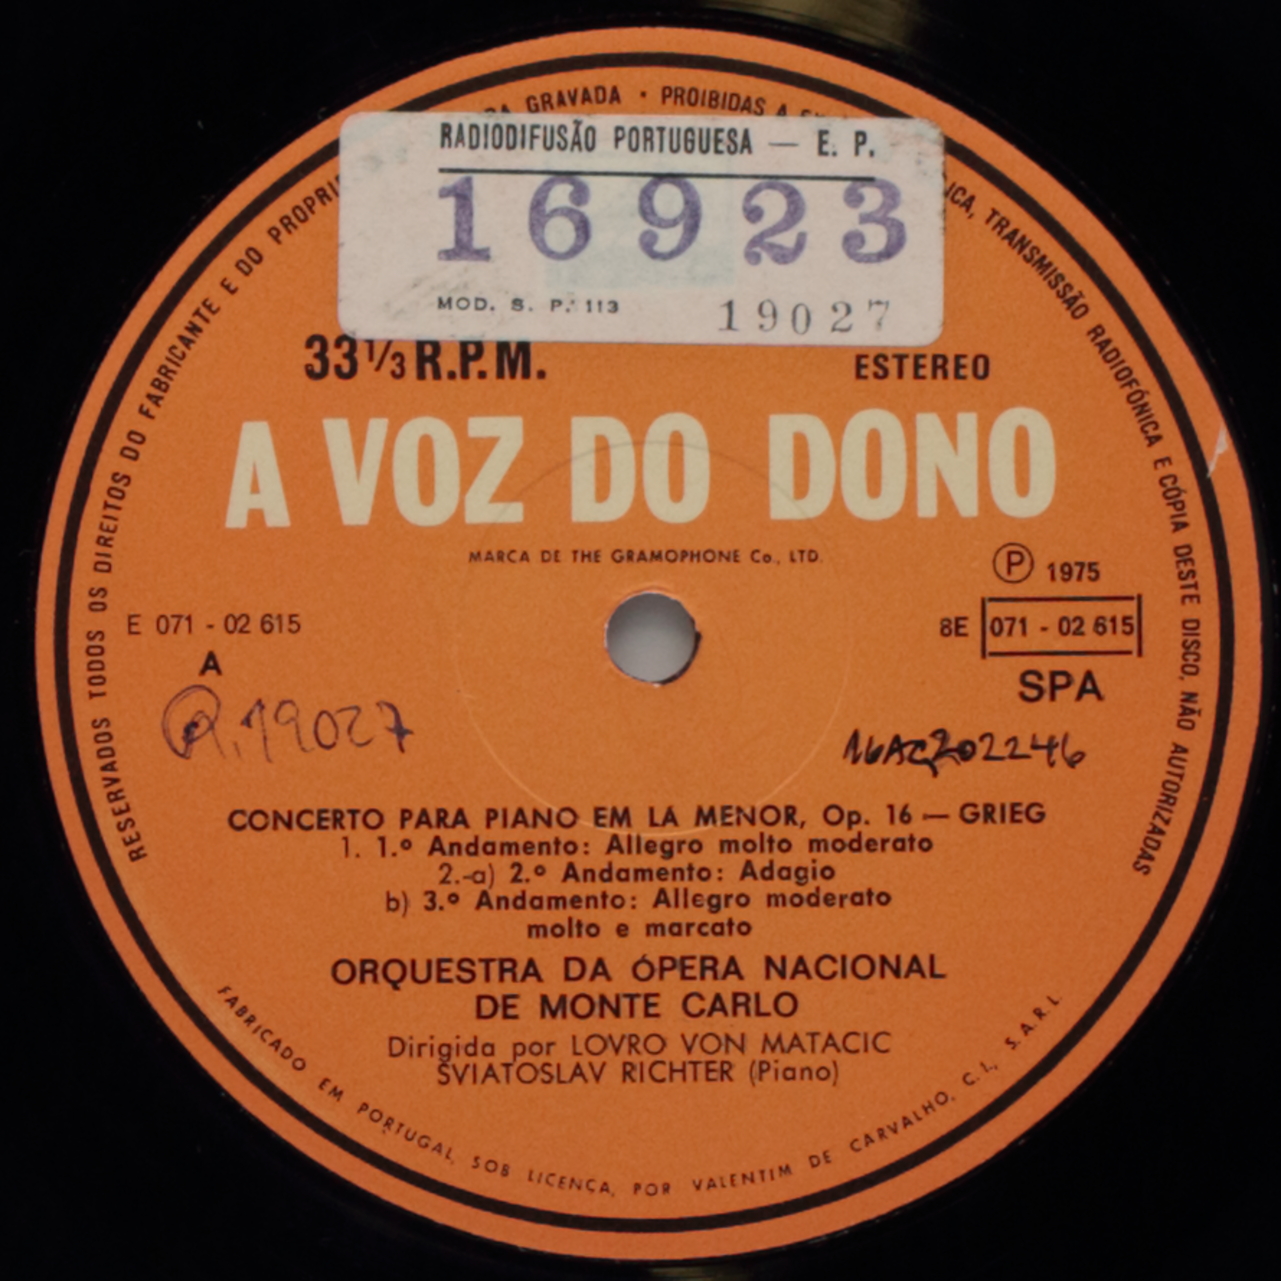 RESERVADOS TODOS OS DIREITOS DO FABRICANTE E DO GRAVADA · PROIBIDAS A TRANSMISSÃO RADIOFÓNICA E CÓPIA DESTE DISCO, NÃO AUTORIZADAS
RADIODIFUSÃO PORTUGUESA — E. P.
16923
MOD. S. P. 113 19027
33 1/3 R.P.M. ESTEREO
A VOZ DO DONO
MARCA DE THE GRAMOPHONE Co., LTD.
Ⓟ 1975
E 071 - 02 615
8E 071 - 02 615
A
SPA
R.19027
CONCERTO PARA PIANO EM LA MENOR, Op. 16 — GRIEG
1. 1.º Andamento: Allegro molto moderato
2.-a) 2.º Andamento: Adagio
b) 3.º Andamento: Allegro moderato
molto e marcato
ORQUESTRA DA ÓPERA NACIONAL
DE MONTE CARLO
Dirigida por LOVRO VON MATACIC
SVIATOSLAV RICHTER (Piano)
FABRICADO EM PORTUGAL, SOB LICENÇA, POR VALENTIM DE CARVALHO, C.I., S.A.R.L.